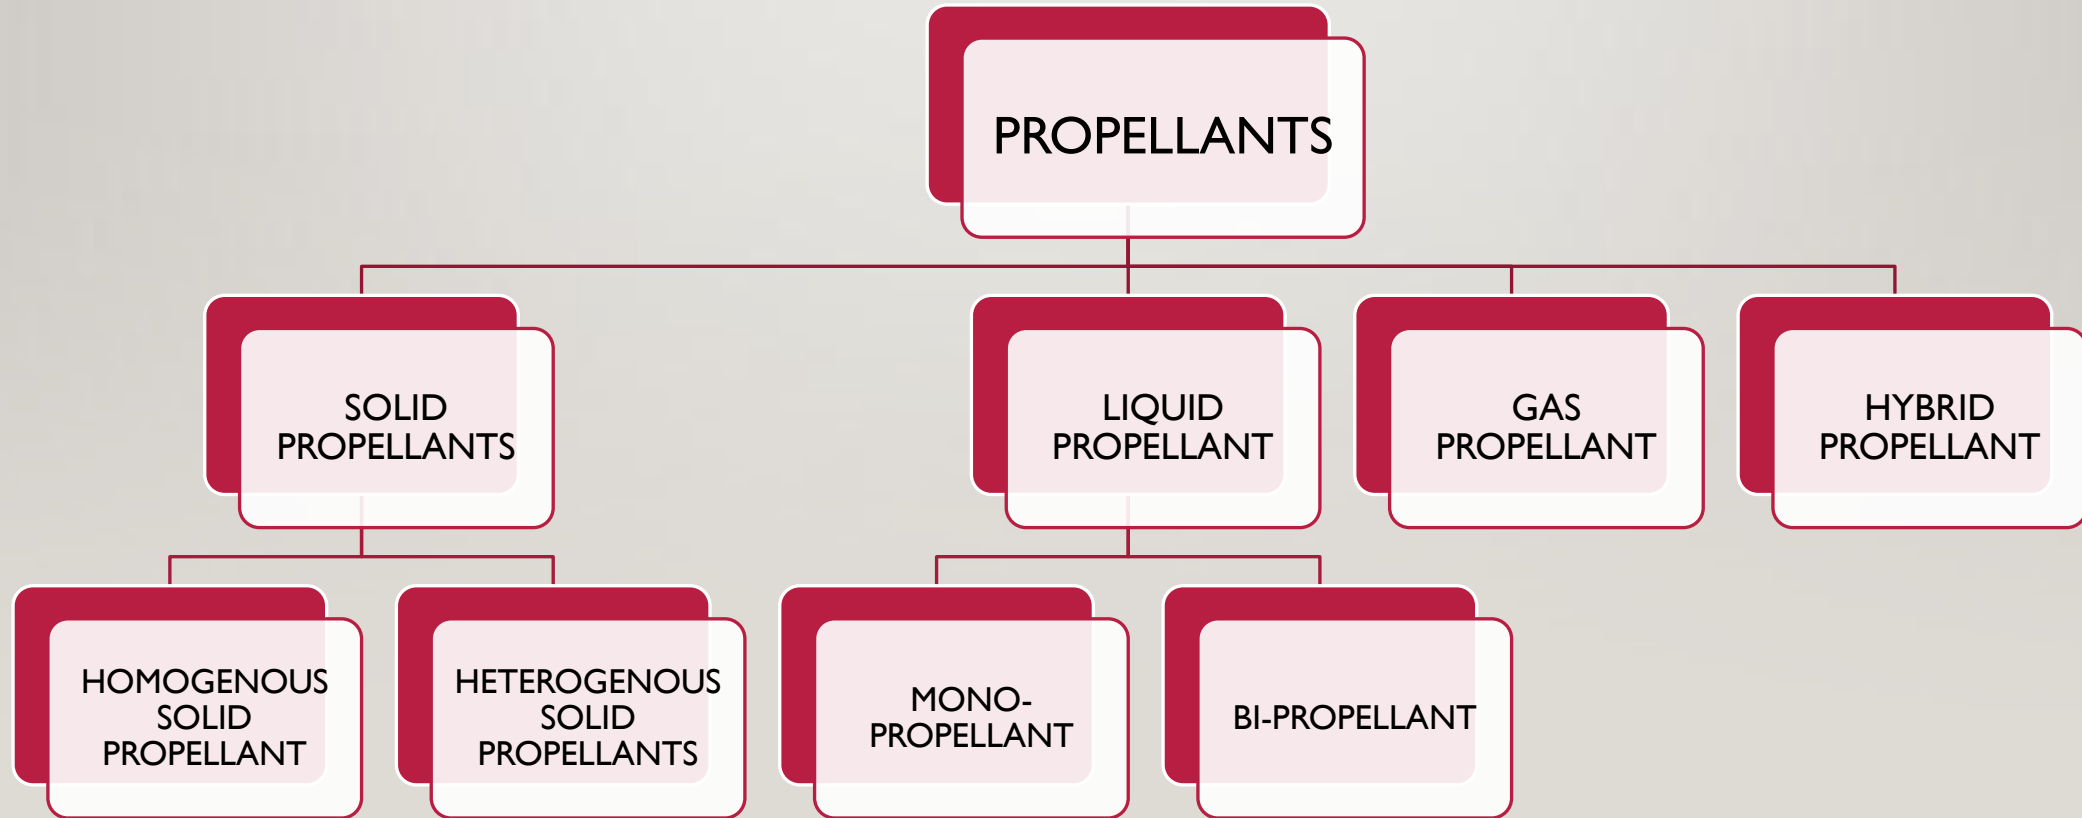 PROPELLANTS
SOLID
PROPELLANTS
LIQUID
PROPELLANT
GAS
PROPELLANT
HYBRID
PROPELLANT
HOMOGENOUS
SOLID
PROPELLANT
HETEROGENOUS
SOLID
PROPELLANTS
MONO-
PROPELLANT
BI-PROPELLANT